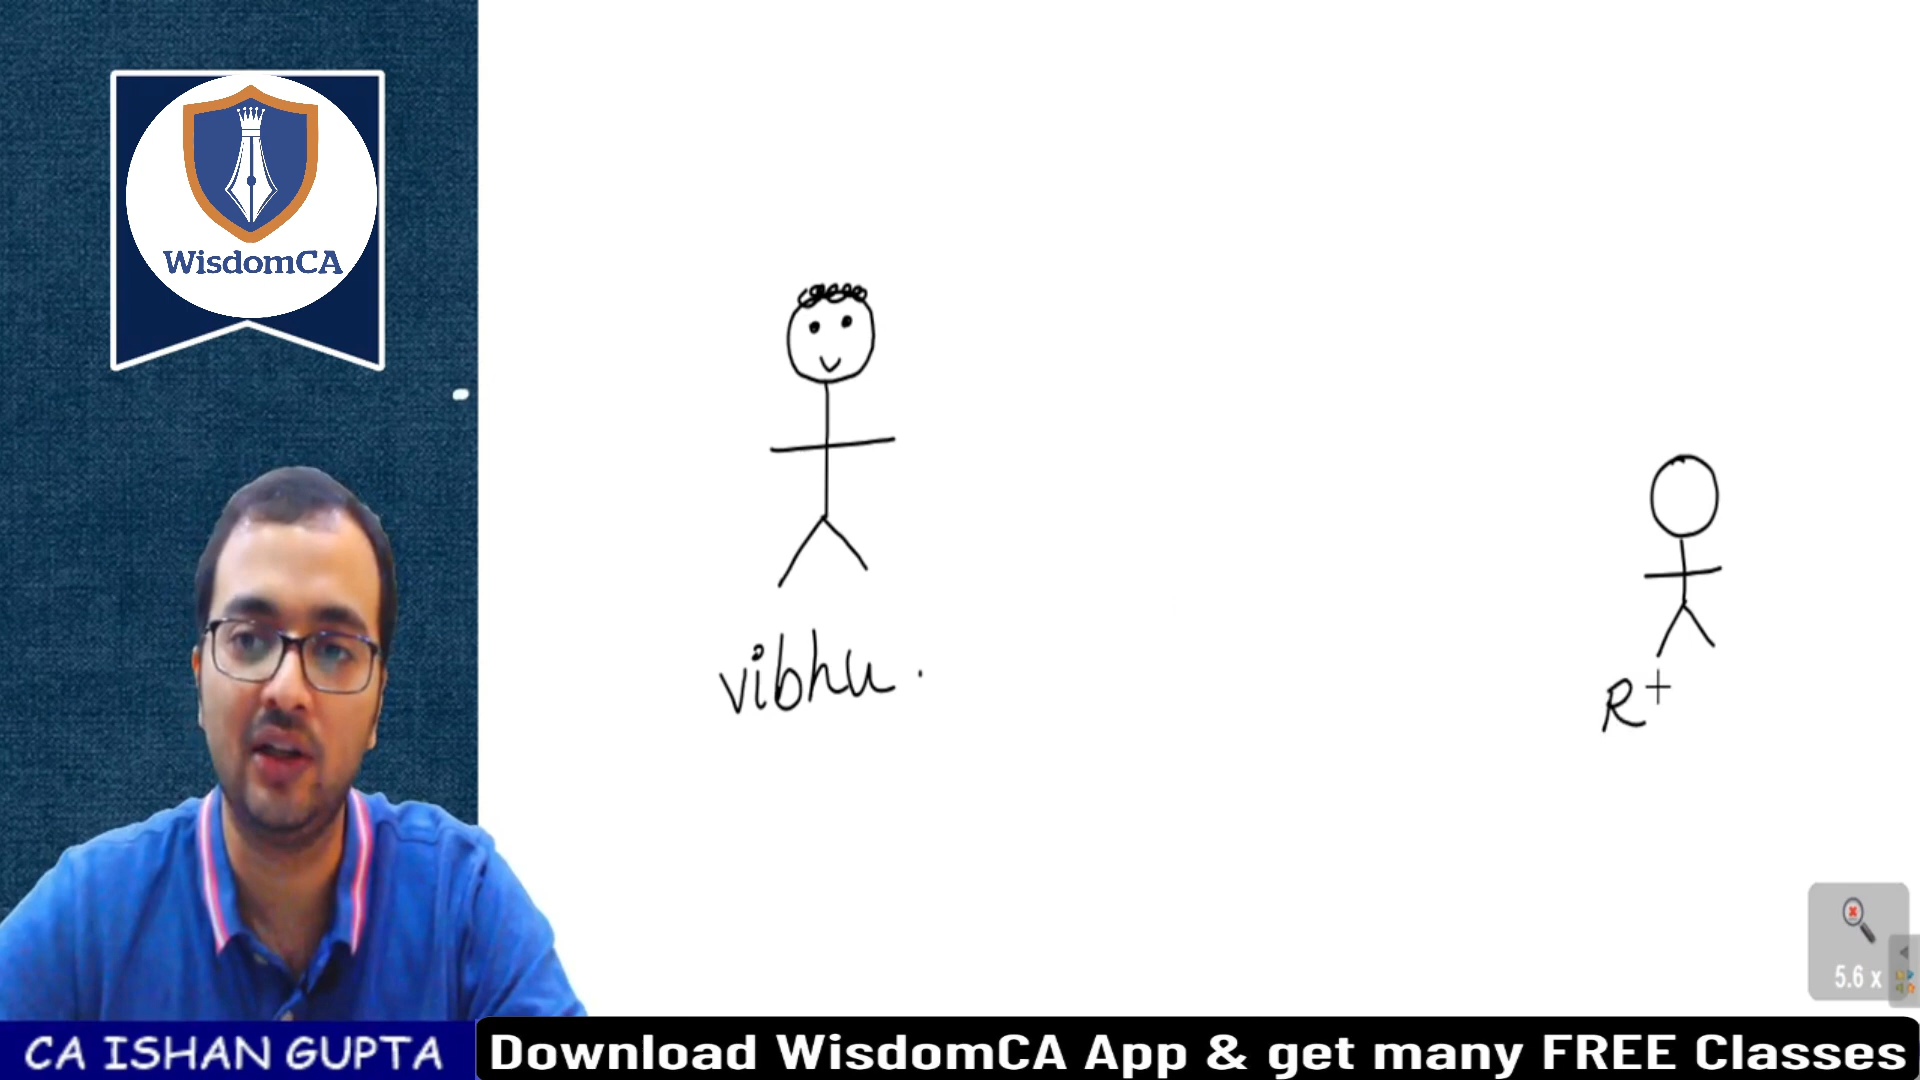 WisdomCA
vibhu.
R+
5.6 x
CA ISHAN GUPTA
Download WisdomCA App & get many FREE Classes